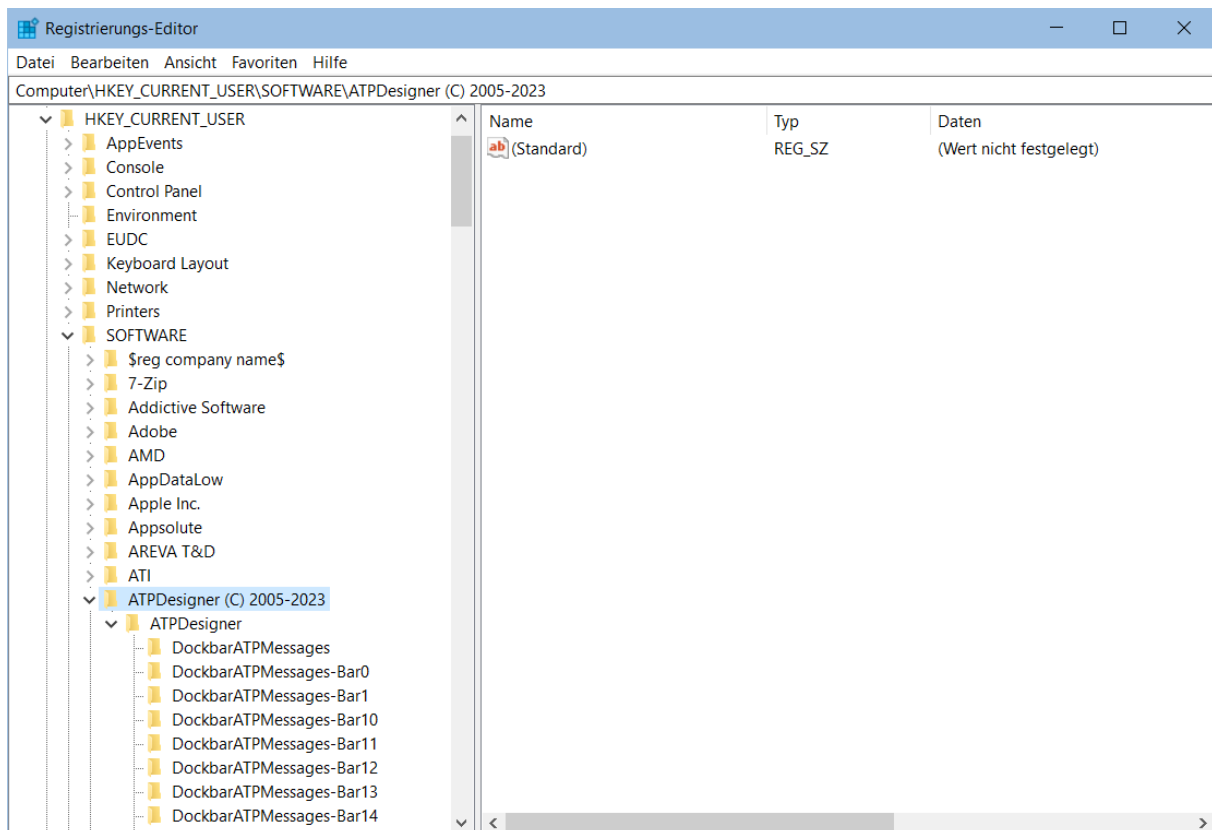 Registrierungs-Editor
Datei Bearbeiten Ansicht Favoriten Hilfe
Computer\HKEY_CURRENT_USER\SOFTWARE\ATPDesigner (C) 2005-2023
HKEY_CURRENT_USER
AppEvents
Console
Control Panel
Environment
EUDC
Keyboard Layout
Network
Printers
SOFTWARE
$reg company name$
7-Zip
Addictive Software
Adobe
AMD
AppDataLow
Apple Inc.
Appsolute
AREVA T&D
ATI
ATPDesigner (C) 2005-2023
ATPDesigner
DockbarATPMessages
DockbarATPMessages-Bar0
DockbarATPMessages-Bar1
DockbarATPMessages-Bar10
DockbarATPMessages-Bar11
DockbarATPMessages-Bar12
DockbarATPMessages-Bar13
DockbarATPMessages-Bar14
Name Typ Daten
ab (Standard) REG_SZ (Wert nicht festgelegt)